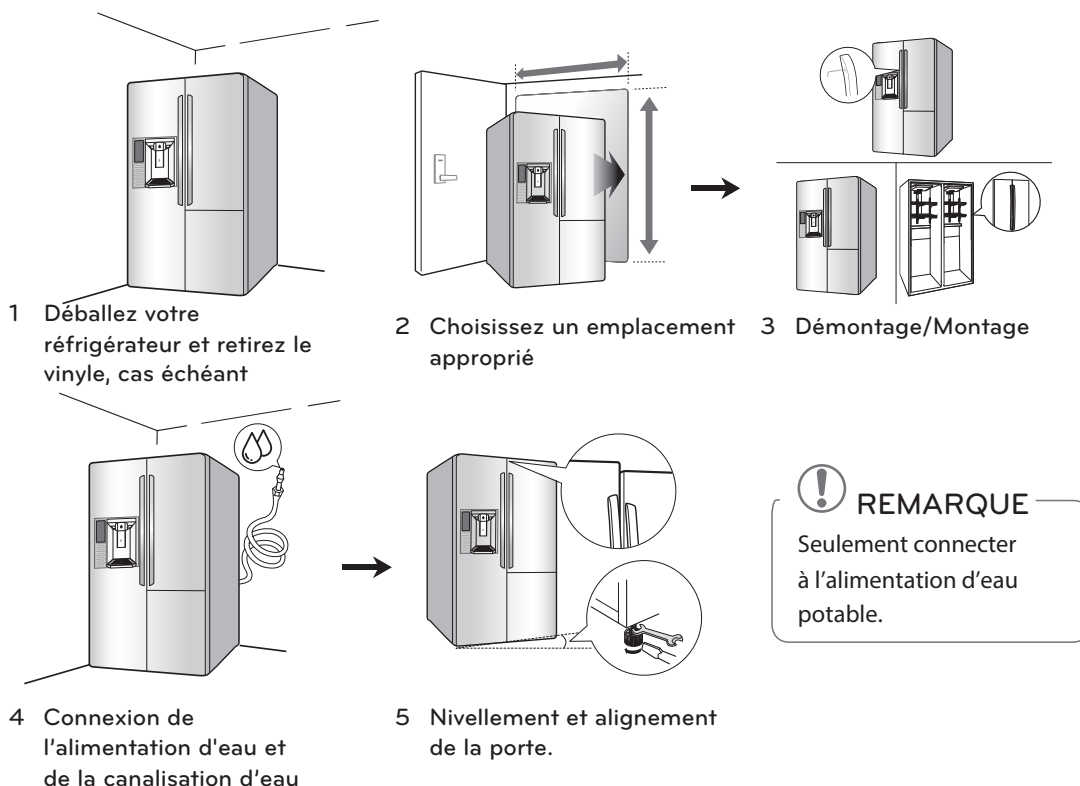 1 Déballez votre
réfrigérateur et retirez le
vinyle, cas échéant
2 Choisissez un emplacement
approprié
3 Démontage/Montage
4 Connexion de
l'alimentation d'eau et
de la canalisation d'eau
5 Nivellement et alignement
de la porte.
REMARQUE
Seulement connecter
à l'alimentation d'eau
potable.